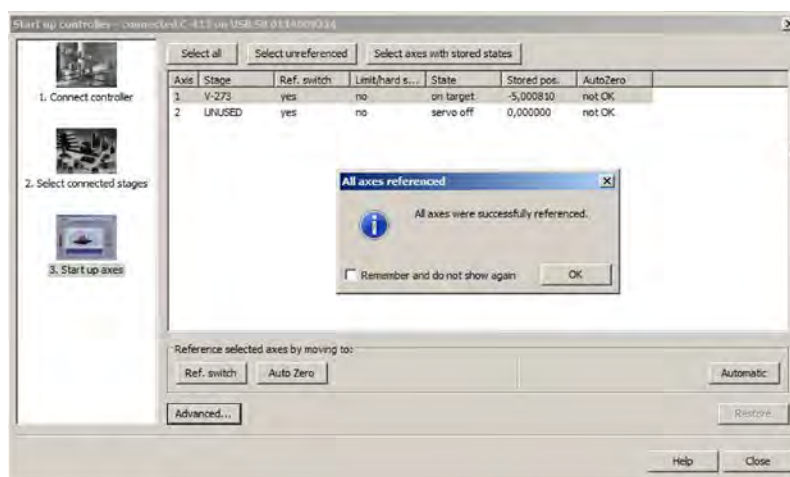 Start up controller - connected C-413 on USB SN 0114009334
Select all Select unreferenced Select axes with stored states
Axis Stage Ref. switch Limit/hard s... State Stored pos. AutoZero
1 V-273 yes no on target -5,000810 not OK
2 UNUSED yes no servo off 0,000000 not OK
1. Connect controller
2. Select connected stages
3. Start up axes
All axes referenced
All axes were successfully referenced.
Remember and do not show again OK
Reference selected axes by moving to:
Ref. switch Auto Zero Automatic
Advanced... Restore
Help Close